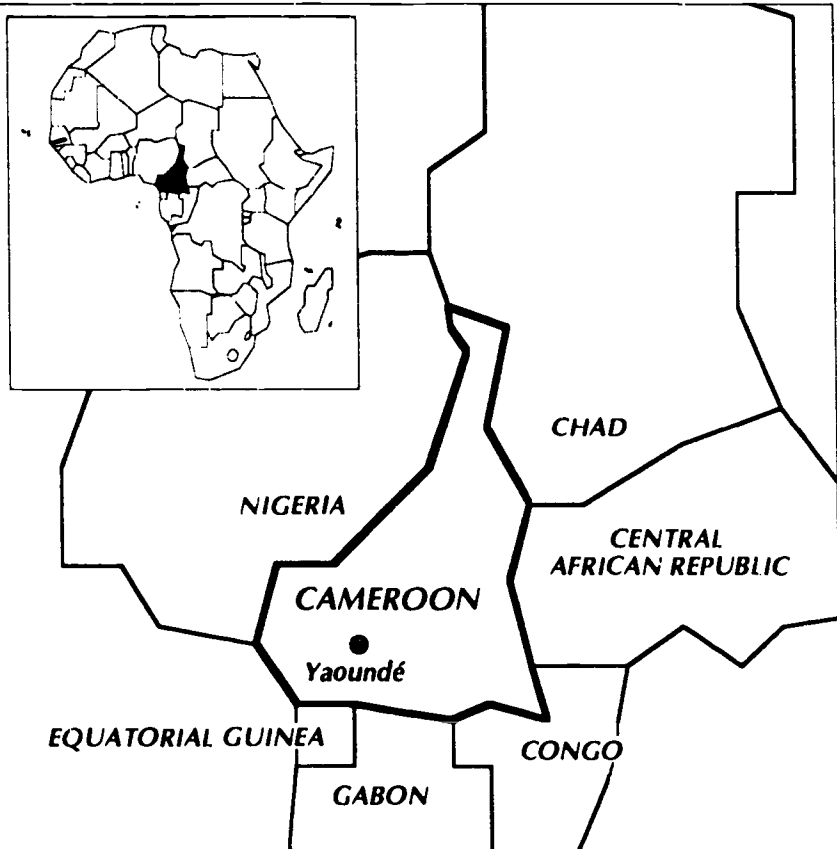 CHAD
NIGERIA
CENTRAL
AFRICAN REPUBLIC
CAMEROON
Yaoundé
EQUATORIAL GUINEA
CONGO
GABON